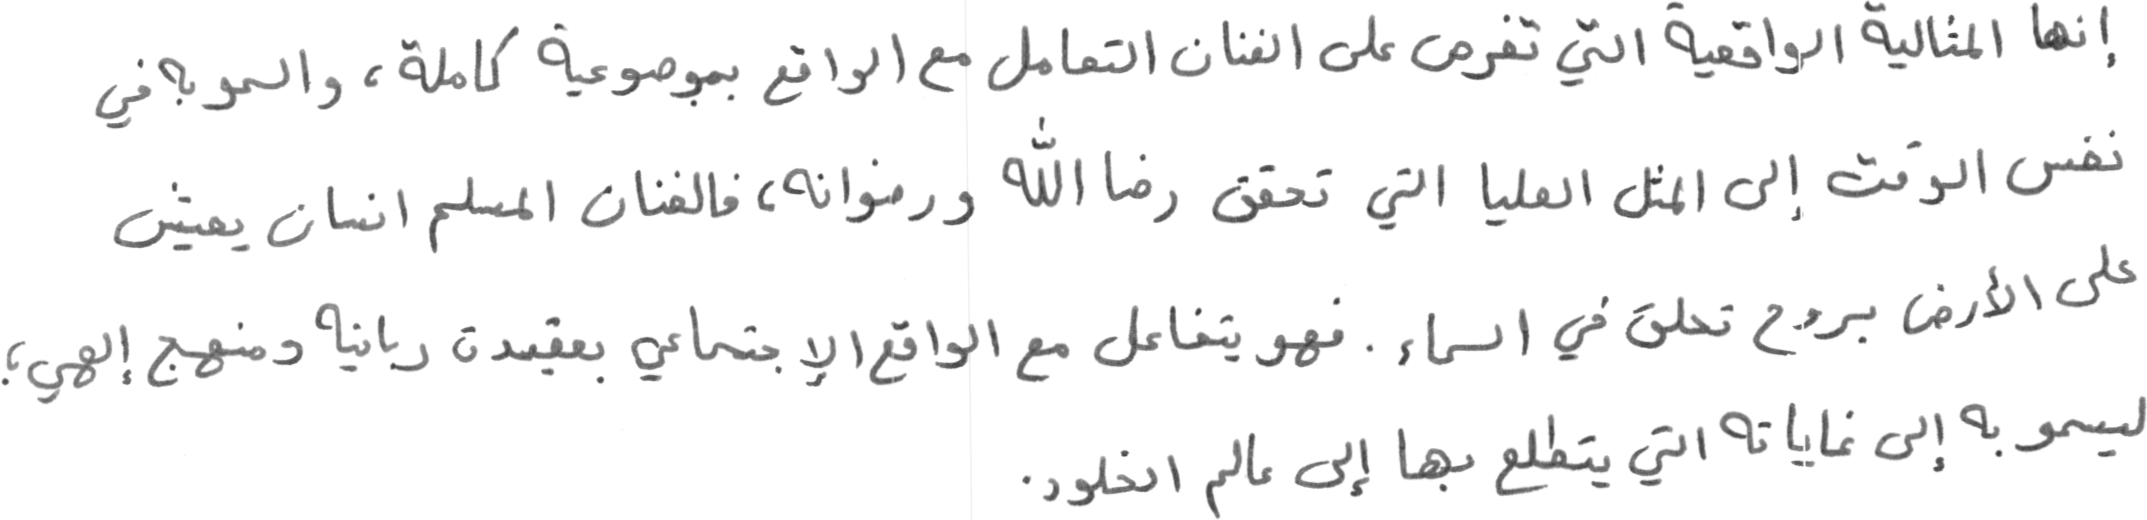 إنها المثالية الواقعية التي تفرض على الفنان التعامل مع الواقع بموضوعية كاملة، والسمو به في
نفس الوقت إلى المثل العليا التي تحقق رضا الله ورضوانه، فالفنان المسلم انسان يعيش
على الأرض بروح تحلق في السماء. فهو يتفاعل مع الواقع الإجتماعي بعقيدة ربانية ومنهج إلهي؛
ليسمو به إلى غاياته التي يتطلع بها إلى عالم الخلود.